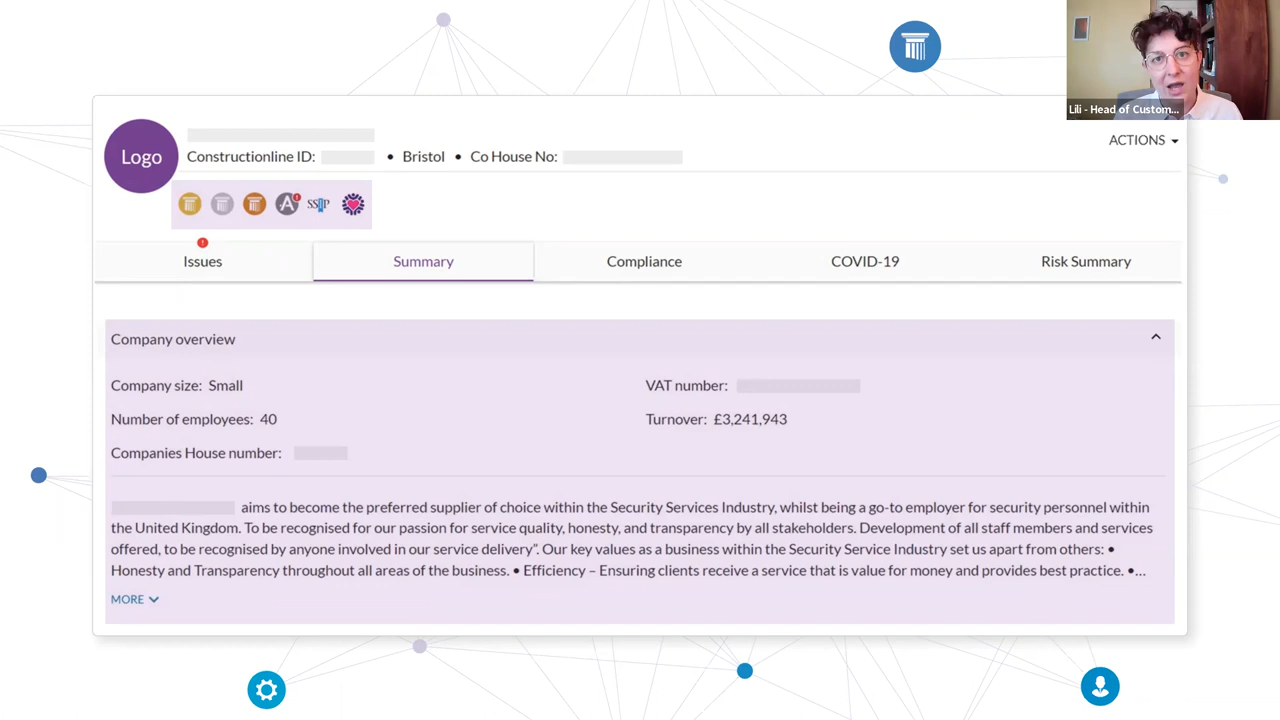 Lili - Head of Custom...
ACTIONS
Logo
Constructionline ID: • Bristol • Co House No:
A SSIP
Issues Summary Compliance COVID-19 Risk Summary
Company overview
Company size: Small VAT number:
Number of employees: 40 Turnover: £3,241,943
Companies House number:
aims to become the preferred supplier of choice within the Security Services Industry, whilst being a go-to employer for security personnel within
the United Kingdom. To be recognised for our passion for service quality, honesty, and transparency by all stakeholders. Development of all staff members and services
offered, to be recognised by anyone involved in our service delivery”. Our key values as a business within the Security Service Industry set us apart from others: •
Honesty and Transparency throughout all areas of the business. • Efficiency – Ensuring clients receive a service that is value for money and provides best practice. •...
MORE